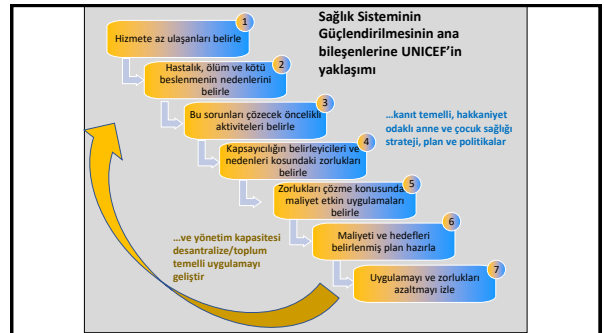 Sağlık Sisteminin
Güçlendirilmesinin ana
bileşenlerine UNICEF'in
yaklaşımı
1
Hizmete az ulaşanları belirle
2
Hastalık, ölüm ve kötü
beslenmenin nedenlerini
belirle
3
Bu sorunları çözecek öncelikli
aktiviteleri belirle
4
Kapsayıcılığın belirleyicileri ve
nedenleri kosundaki zorlukları
belirle
5
Zorlukları çözme konusunda
maliyet etkin uygulamaları
belirle
6
Maliyeti ve hedefleri
belirlenmiş plan hazırla
7
Uygulamayı ve zorlukları
azaltmayı izle
...kanıt temelli, hakkaniyet
odaklı anne ve çocuk sağlığı
strateji, plan ve politikalar
...ve yönetim kapasitesi
desantralize/toplum
temelli uygulamayı
geliştir